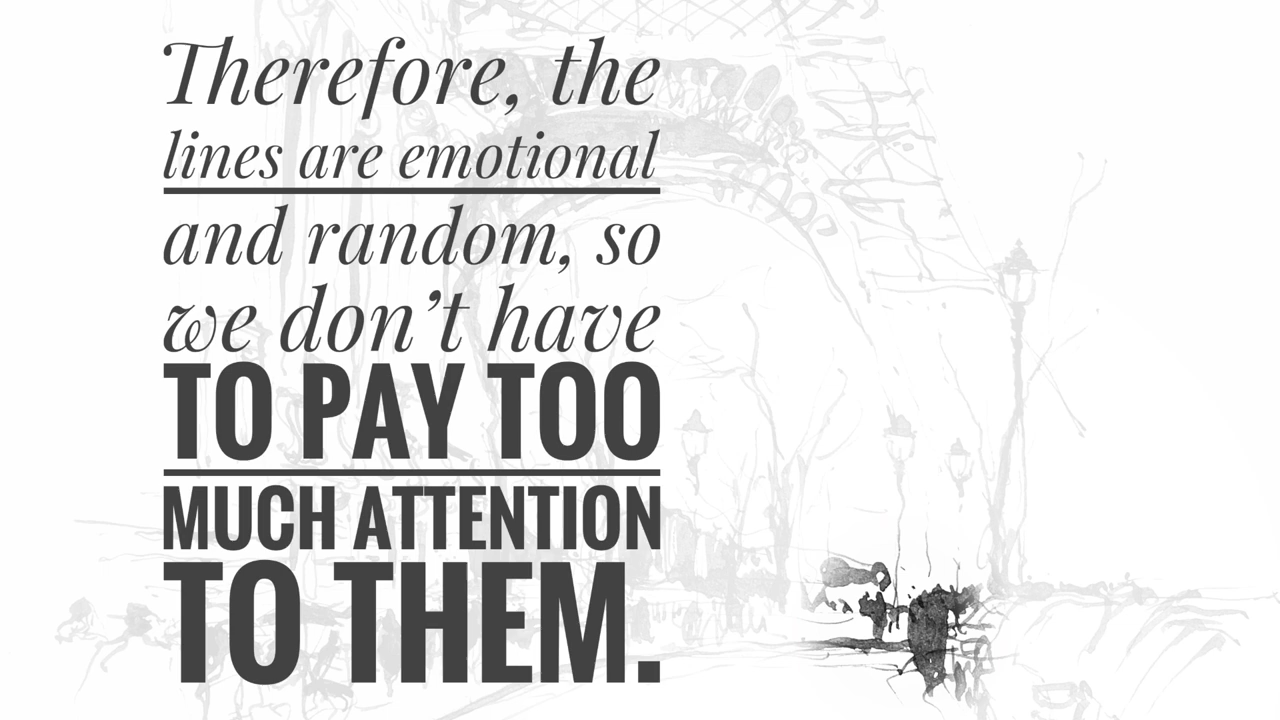 Therefore, the
lines are emotional
and random, so
we don’t have
TO PAY TOO
MUCH ATTENTION
TO THEM.